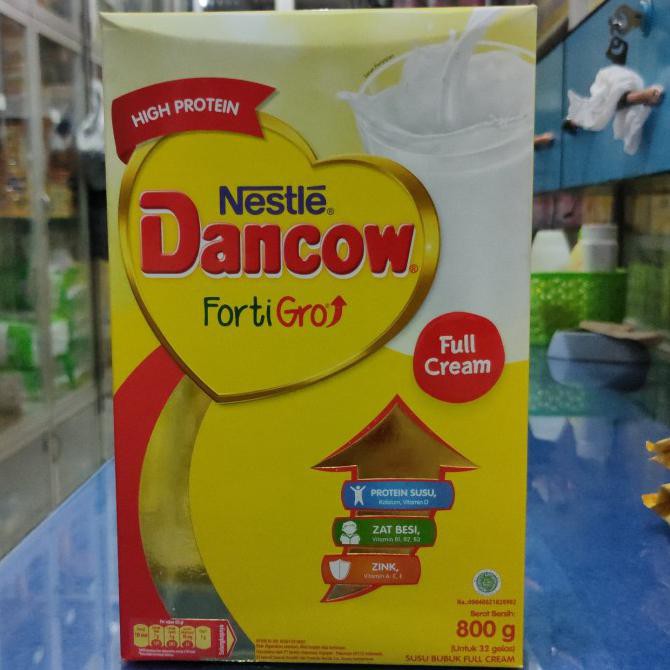 HIGH PROTEIN
Nestlé®
DANCOW®
FortiGro
Full
Cream
PROTEIN SUSU,
Kalsium, Vitamin D
ZAT BESI,
Vitamin B1, B2, B3
ZINK,
Vitamin A, C, E
Berat Bersih:
800 g
(Untuk 32 gelas)
SUSU BUBUK FULL CREAM